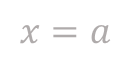 x = a